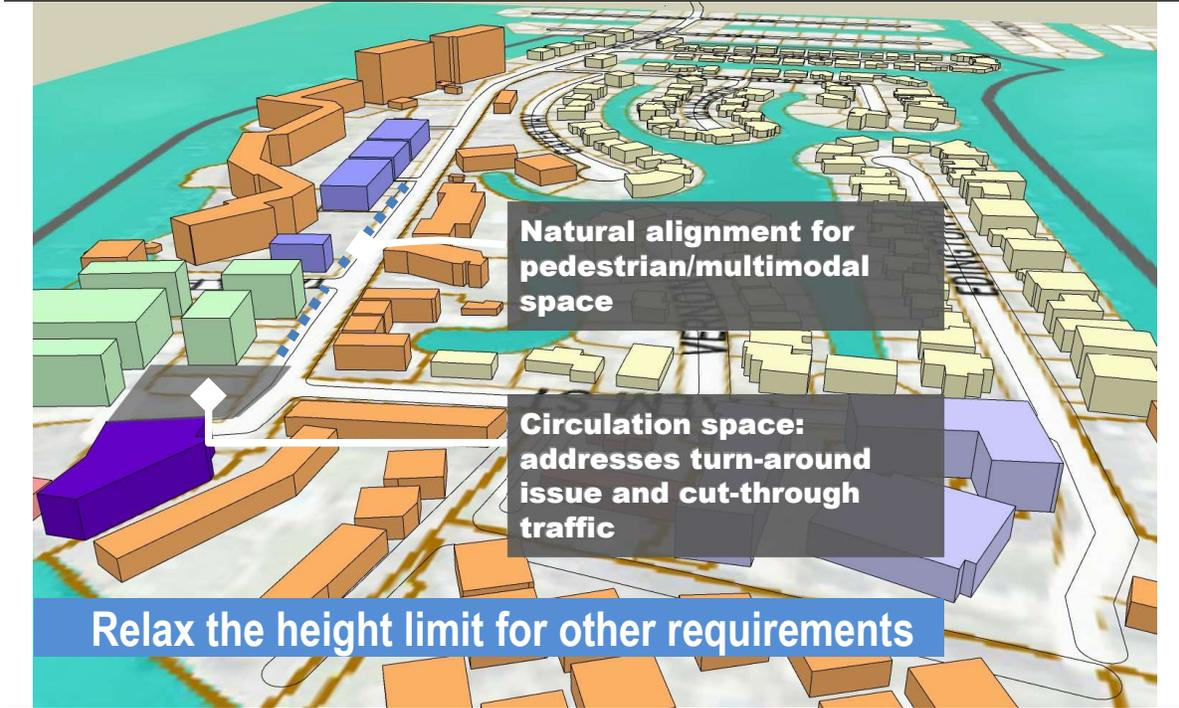 Natural alignment for
pedestrian/multimodal
space
Circulation space:
addresses turn-around
issue and cut-through
traffic
Relax the height limit for other requirements